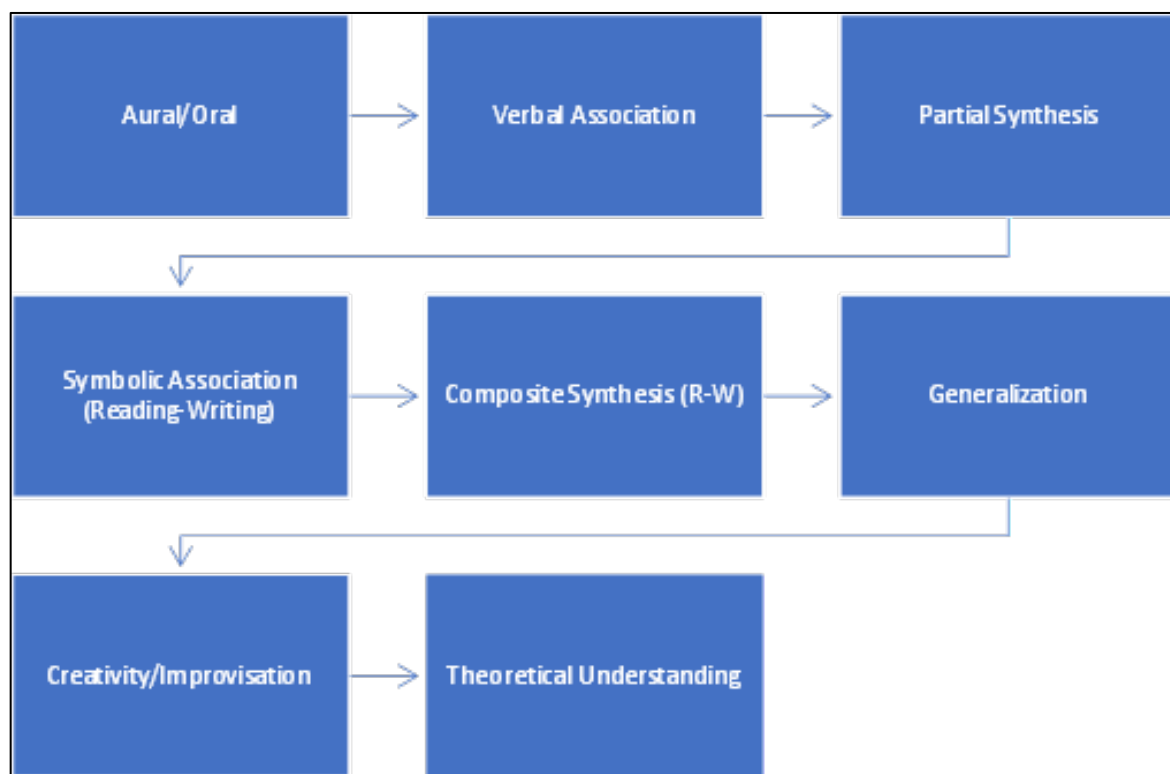 Aural/Oral
Verbal Association
Partial Synthesis
Symbolic Association
(Reading-Writing)
Composite Synthesis (R-W)
Generalization
Creativity/Improvisation
Theoretical Understanding